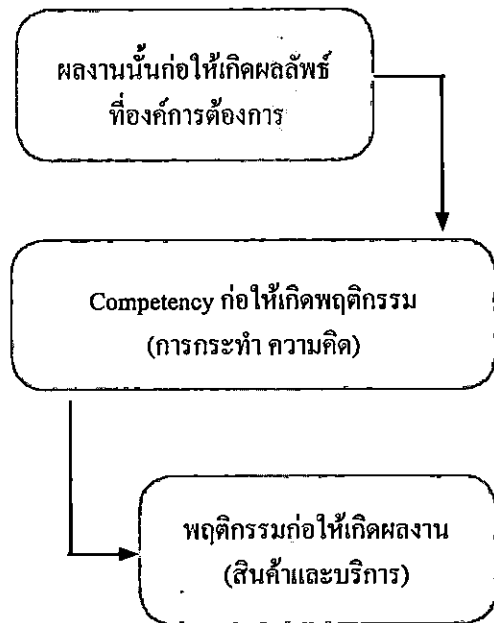 ผลงานนั้นก่อให้เกิดผลลัพธ์
ที่องค์การต้องการ
Competency ก่อให้เกิดพฤติกรรม
(การกระทำ ความคิด)
พฤติกรรมก่อให้เกิดผลงาน
(สินค้าและบริการ)